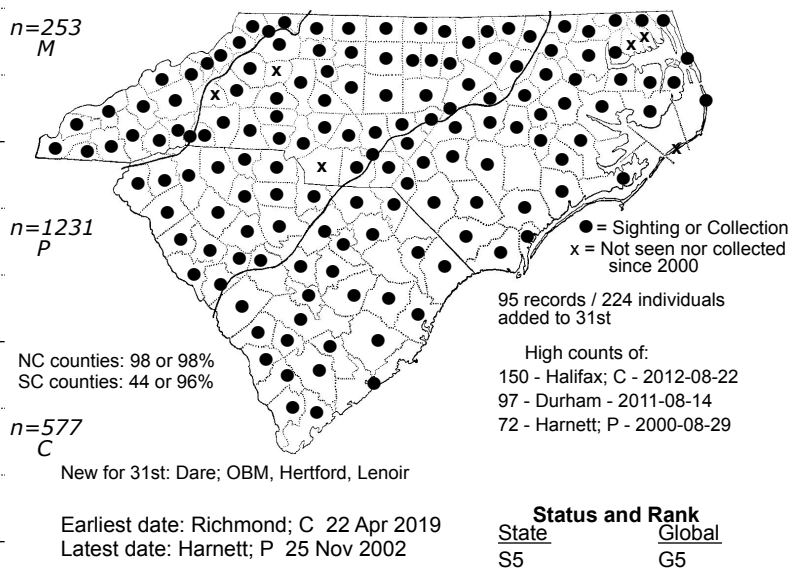 n=253
M
n=1231
P
● = Sighting or Collection
x = Not seen nor collected
since 2000
95 records / 224 individuals
added to 31st
High counts of:
150 - Halifax; C - 2012-08-22
97 - Durham - 2011-08-14
72 - Harnett; P - 2000-08-29
NC counties: 98 or 98%
SC counties: 44 or 96%
n=577
C
New for 31st: Dare; OBM, Hertford, Lenoir
Earliest date: Richmond; C 22 Apr 2019
Latest date: Harnett; P 25 Nov 2002
Status and Rank
State Global
S5 G5